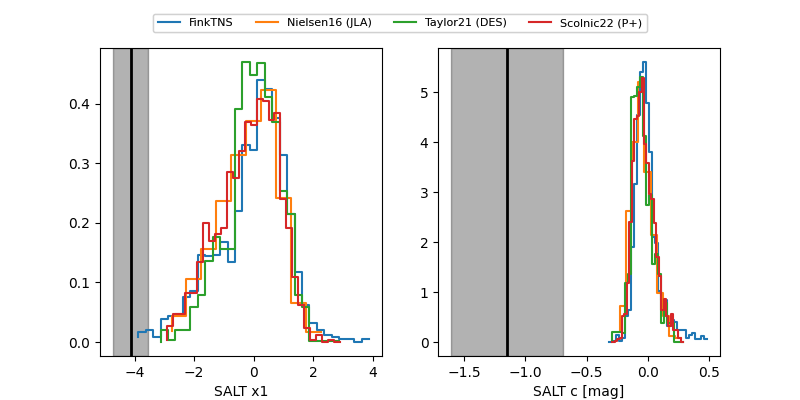 FinkTNS Nielsen16 (JLA) Taylor21 (DES) Scolnic22 (P+)
0.4
0.3
0.2
0.1
0.0
−4 −2 0 2 4
SALT x1
5
4
3
2
1
0
−1.5 −1.0 −0.5 0.0 0.5
SALT c [mag]